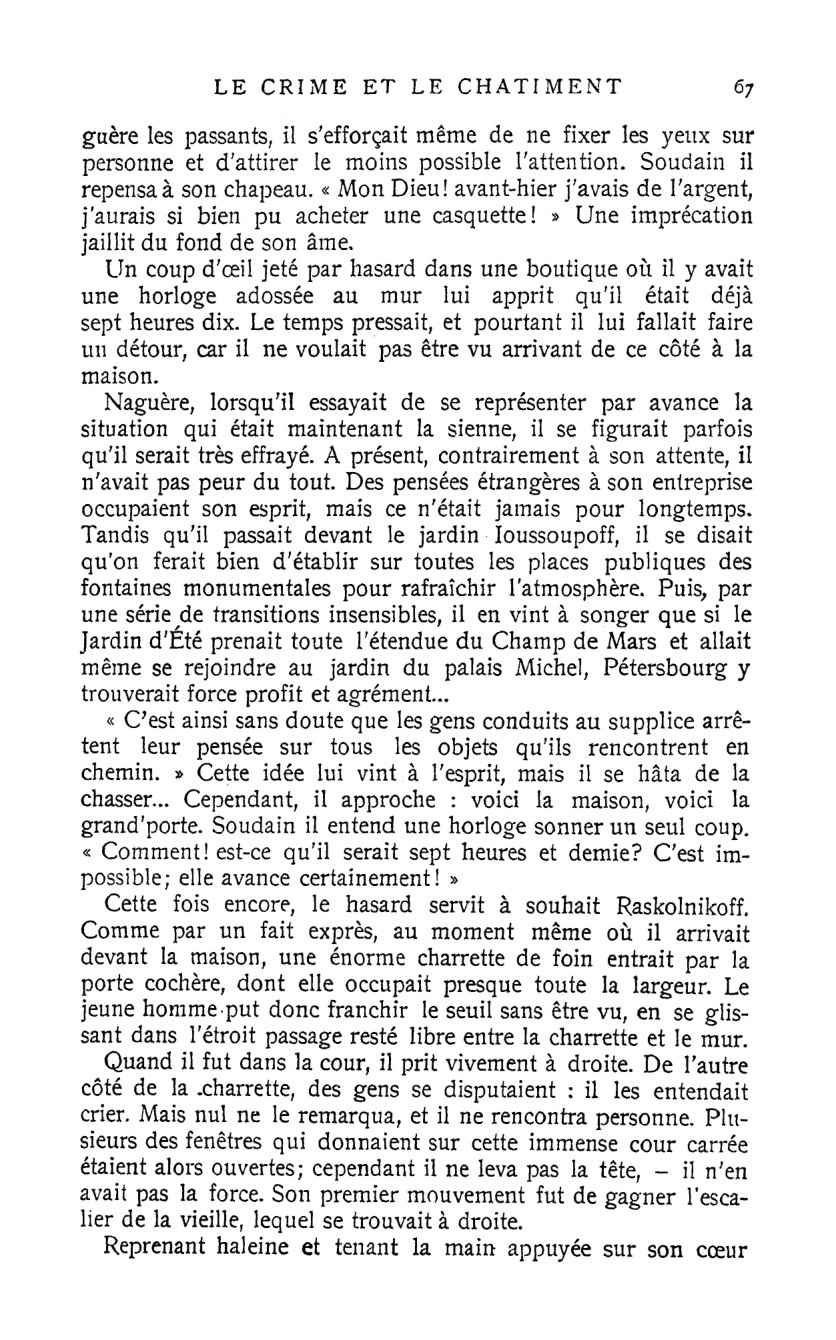 LE CRIME ET LE CHATIMENT 67
guère les passants, il s'efforçait même de ne fixer les yeux sur
personne et d'attirer le moins possible l'attention. Soudain il
repensa à son chapeau. « Mon Dieu! avant-hier j'avais de l'argent,
j'aurais si bien pu acheter une casquette! » Une imprécation
jaillit du fond de son âme.
Un coup d'œil jeté par hasard dans une boutique où il y avait
une horloge adossée au mur lui apprit qu'il était déjà
sept heures dix. Le temps pressait, et pourtant il lui fallait faire
un détour, car il ne voulait pas être vu arrivant de ce côté à la
maison.
Naguère, lorsqu'il essayait de se représenter par avance la
situation qui était maintenant la sienne, il se figurait parfois
qu'il serait très effrayé. A présent, contrairement à son attente, il
n'avait pas peur du tout. Des pensées étrangères à son entreprise
occupaient son esprit, mais ce n'était jamais pour longtemps.
Tandis qu'il passait devant le jardin Ioussoupoff, il se disait
qu'on ferait bien d'établir sur toutes les places publiques des
fontaines monumentales pour rafraîchir l'atmosphère. Puis, par
une série de transitions insensibles, il en vint à songer que si le
Jardin d'Été prenait toute l'étendue du Champ de Mars et allait
même se rejoindre au jardin du palais Michel, Pétersbourg y
trouverait force profit et agrément...
« C'est ainsi sans doute que les gens conduits au supplice arrê-
tent leur pensée sur tous les objets qu'ils rencontrent en
chemin. » Cette idée lui vint à l'esprit, mais il se hâta de la
chasser... Cependant, il approche : voici la maison, voici la
grand'porte. Soudain il entend une horloge sonner un seul coup.
« Comment! est-ce qu'il serait sept heures et demie? C'est im-
possible; elle avance certainement! »
Cette fois encore, le hasard servit à souhait Raskolnikoff.
Comme par un fait exprès, au moment même où il arrivait
devant la maison, une énorme charrette de foin entrait par la
porte cochère, dont elle occupait presque toute la largeur. Le
jeune homme put donc franchir le seuil sans être vu, en se glis-
sant dans l'étroit passage resté libre entre la charrette et le mur.
Quand il fut dans la cour, il prit vivement à droite. De l'autre
côté de la charrette, des gens se disputaient : il les entendait
crier. Mais nul ne le remarqua, et il ne rencontra personne. Plu-
sieurs des fenêtres qui donnaient sur cette immense cour carrée
étaient alors ouvertes; cependant il ne leva pas la tête, — il n'en
avait pas la force. Son premier mouvement fut de gagner l'esca-
lier de la vieille, lequel se trouvait à droite.
Reprenant haleine et tenant la main appuyée sur son cœur